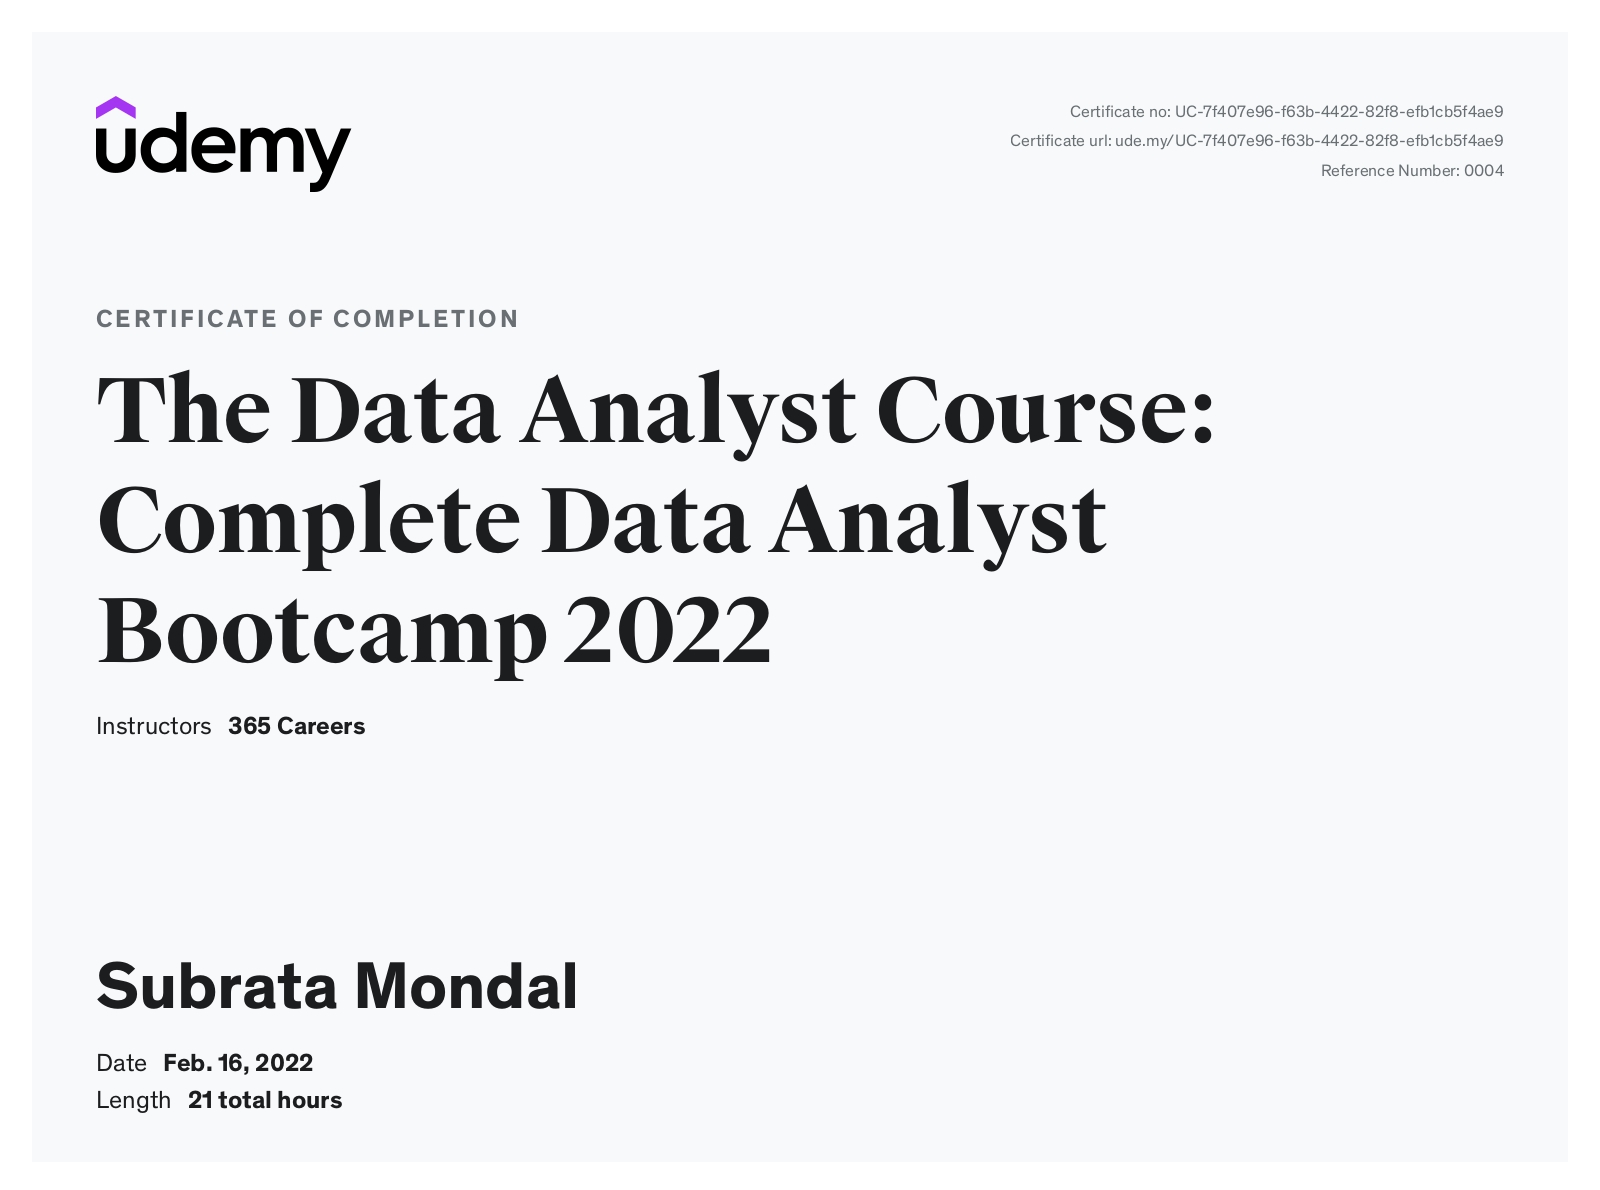 udemy
Certificate no: UC-7f407e96-f63b-4422-82f8-efb1cb5f4ae9
Certificate url: ude.my/UC-7f407e96-f63b-4422-82f8-efb1cb5f4ae9
Reference Number: 0004
CERTIFICATE OF COMPLETION
The Data Analyst Course:
Complete Data Analyst
Bootcamp 2022
Instructors 365 Careers
Subrata Mondal
Date Feb. 16, 2022
Length 21 total hours